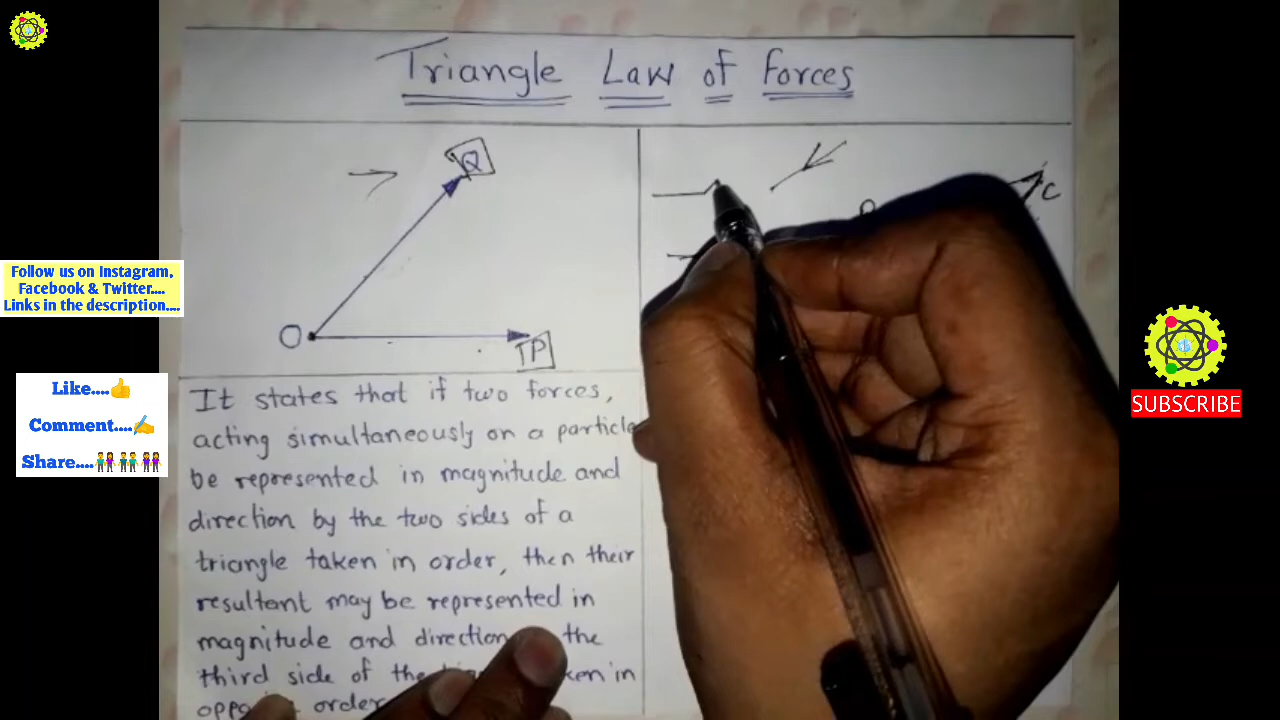 Triangle Law of Forces
Q
C
O
P
It states that if two forces,
acting simultaneously on a particle
be represented in magnitude and
direction by the two sides of a
triangle taken in order, then their
resultant may be represented in
magnitude and direction the
third side of the in
order
Follow us on Instagram,
Facebook & Twitter....
Links in the description....
Like....👍
Comment....✍
Share....👫👬👭
SUBSCRIBE